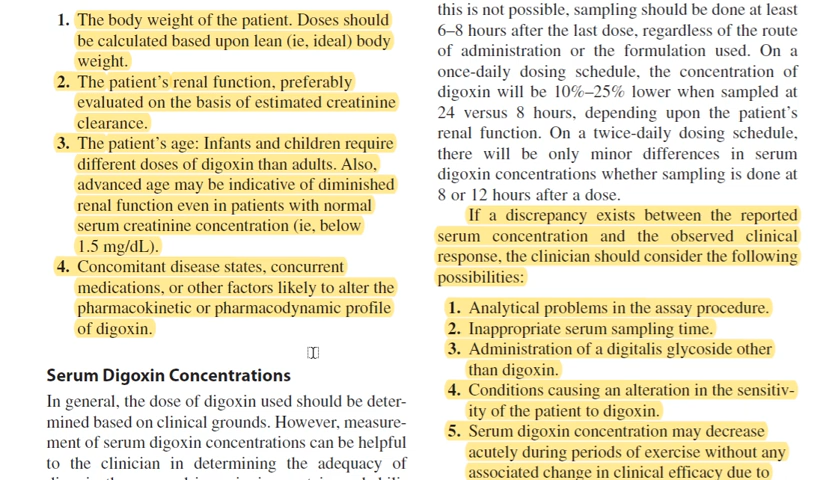 1. The body weight of the patient. Doses should
be calculated based upon lean (ie, ideal) body
weight.
2. The patient's renal function, preferably
evaluated on the basis of estimated creatinine
clearance.
3. The patient's age: Infants and children require
different doses of digoxin than adults. Also,
advanced age may be indicative of diminished
renal function even in patients with normal
serum creatinine concentration (ie, below
1.5 mg/dL).
4. Concomitant disease states, concurrent
medications, or other factors likely to alter the
pharmacokinetic or pharmacodynamic profile
of digoxin.
Serum Digoxin Concentrations
In general, the dose of digoxin used should be deter-
mined based on clinical grounds. However, measure-
ment of serum digoxin concentrations can be helpful
to the clinician in determining the adequacy of
this is not possible, sampling should be done at least
6–8 hours after the last dose, regardless of the route
of administration or the formulation used. On a
once-daily dosing schedule, the concentration of
digoxin will be 10%–25% lower when sampled at
24 versus 8 hours, depending upon the patient's
renal function. On a twice-daily dosing schedule,
there will be only minor differences in serum
digoxin concentrations whether sampling is done at
8 or 12 hours after a dose.
If a discrepancy exists between the reported
serum concentration and the observed clinical
response, the clinician should consider the following
possibilities:
1. Analytical problems in the assay procedure.
2. Inappropriate serum sampling time.
3. Administration of a digitalis glycoside other
than digoxin.
4. Conditions causing an alteration in the sensitiv-
ity of the patient to digoxin.
5. Serum digoxin concentration may decrease
acutely during periods of exercise without any
associated change in clinical efficacy due to